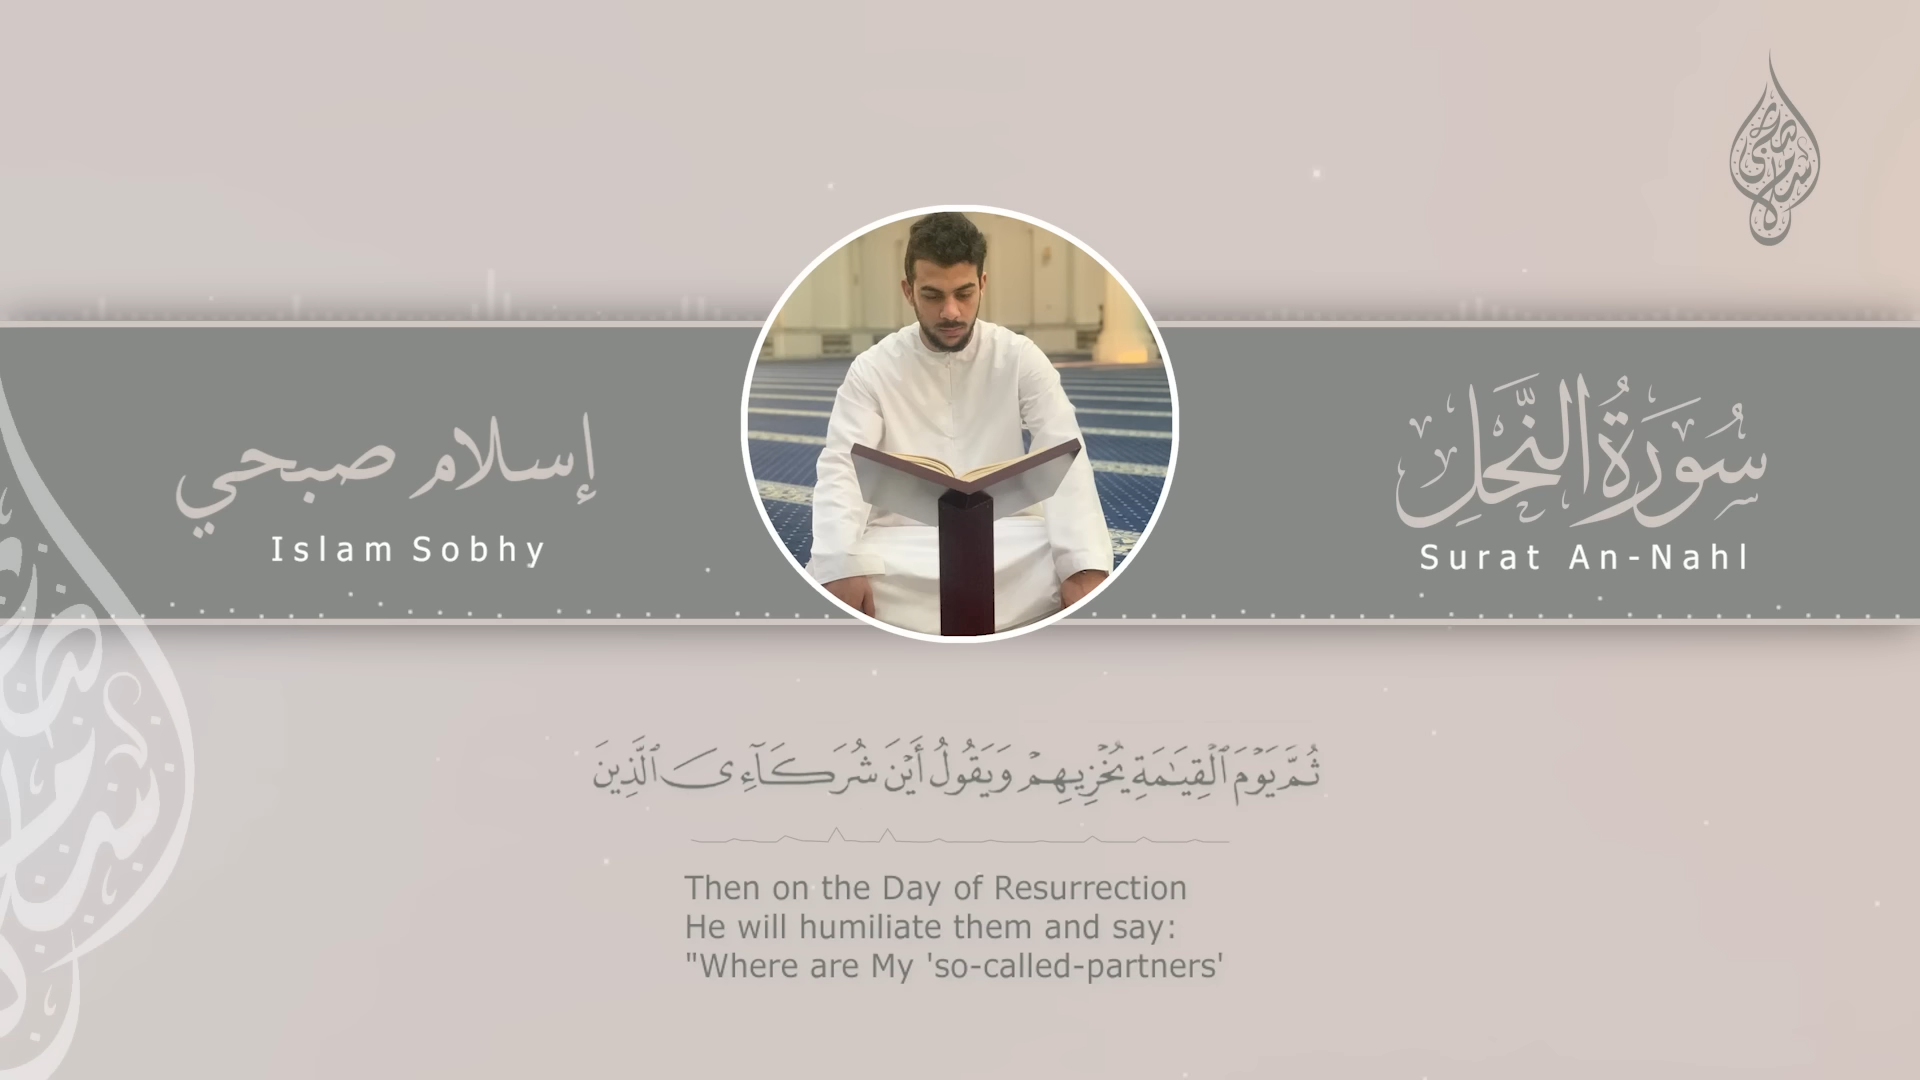 إسلام صبحي
Islam Sobhy
سُورَةُ النَّحل
Surat An-Nahl
ثُمَّ يَوْمَ ٱلْقِيَـٰمَةِ يُخْزِيهِمْ وَيَقُولُ أَيْنَ شُرَكَآءِىَ ٱلَّذِينَ
Then on the Day of Resurrection
He will humiliate them and say:
"Where are My 'so-called-partners'